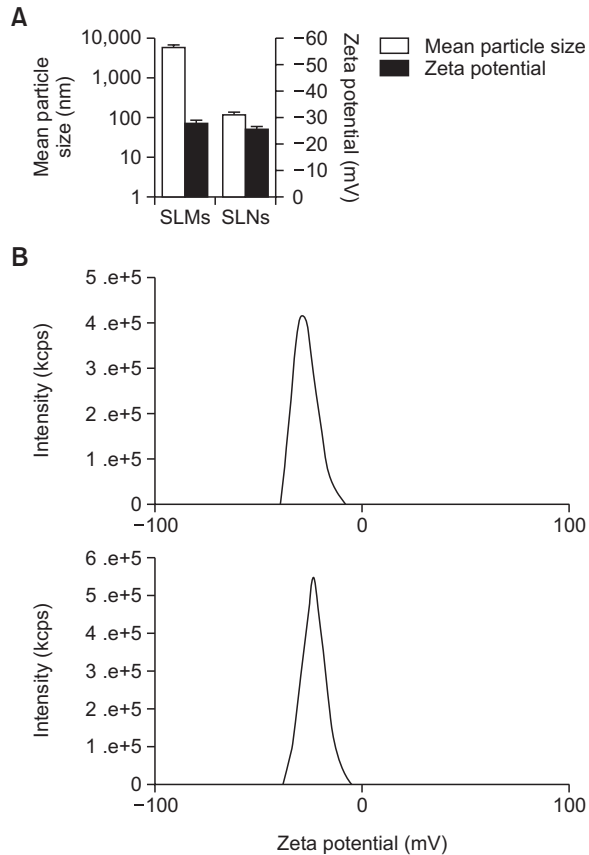 A
Mean particle
size (nm)
10,000
1,000
100
10
1
SLMs SLNs
−60
−50
−40
−30
−20
−10
0
Zeta potential (mV)
Mean particle size
Zeta potential
B
Intensity (kcps)
5 .e+5
4 .e+5
3 .e+5
2 .e+5
1 .e+5
0
−100 0 100
Intensity (kcps)
6 .e+5
5 .e+5
4 .e+5
3 .e+5
2 .e+5
1 .e+5
0
−100 0 100
Zeta potential (mV)